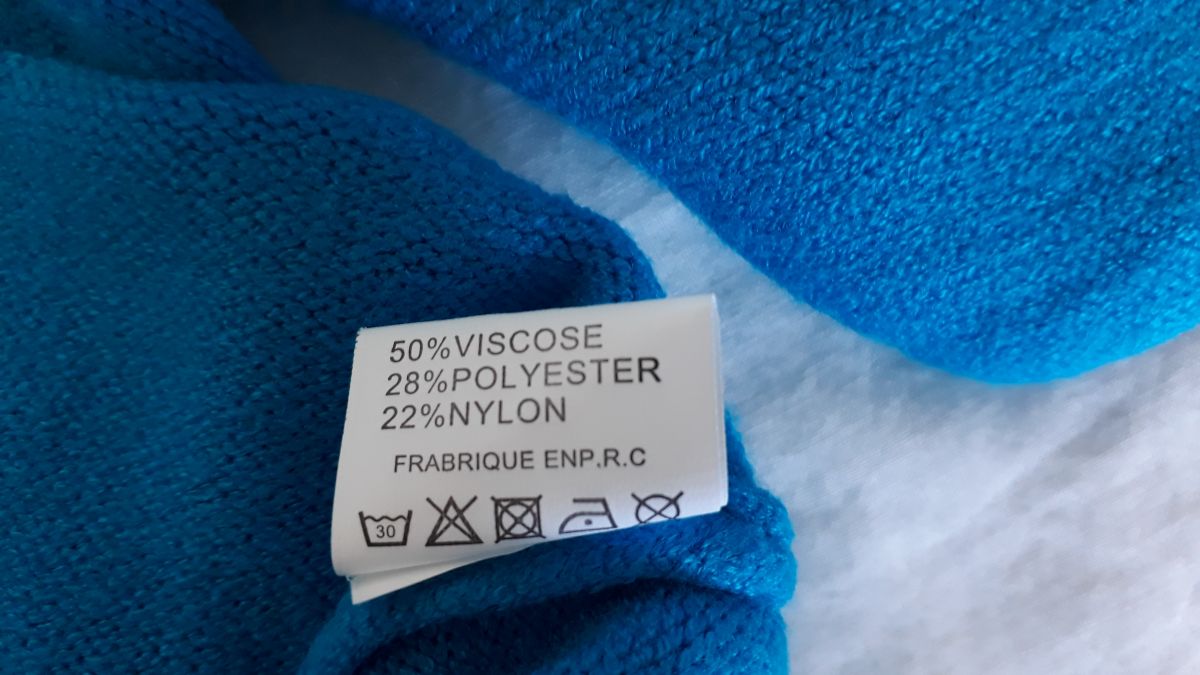 50%VISCOSE
28%POLYESTER
22%NYLON
FRABRIQUE ENP.R.C
30